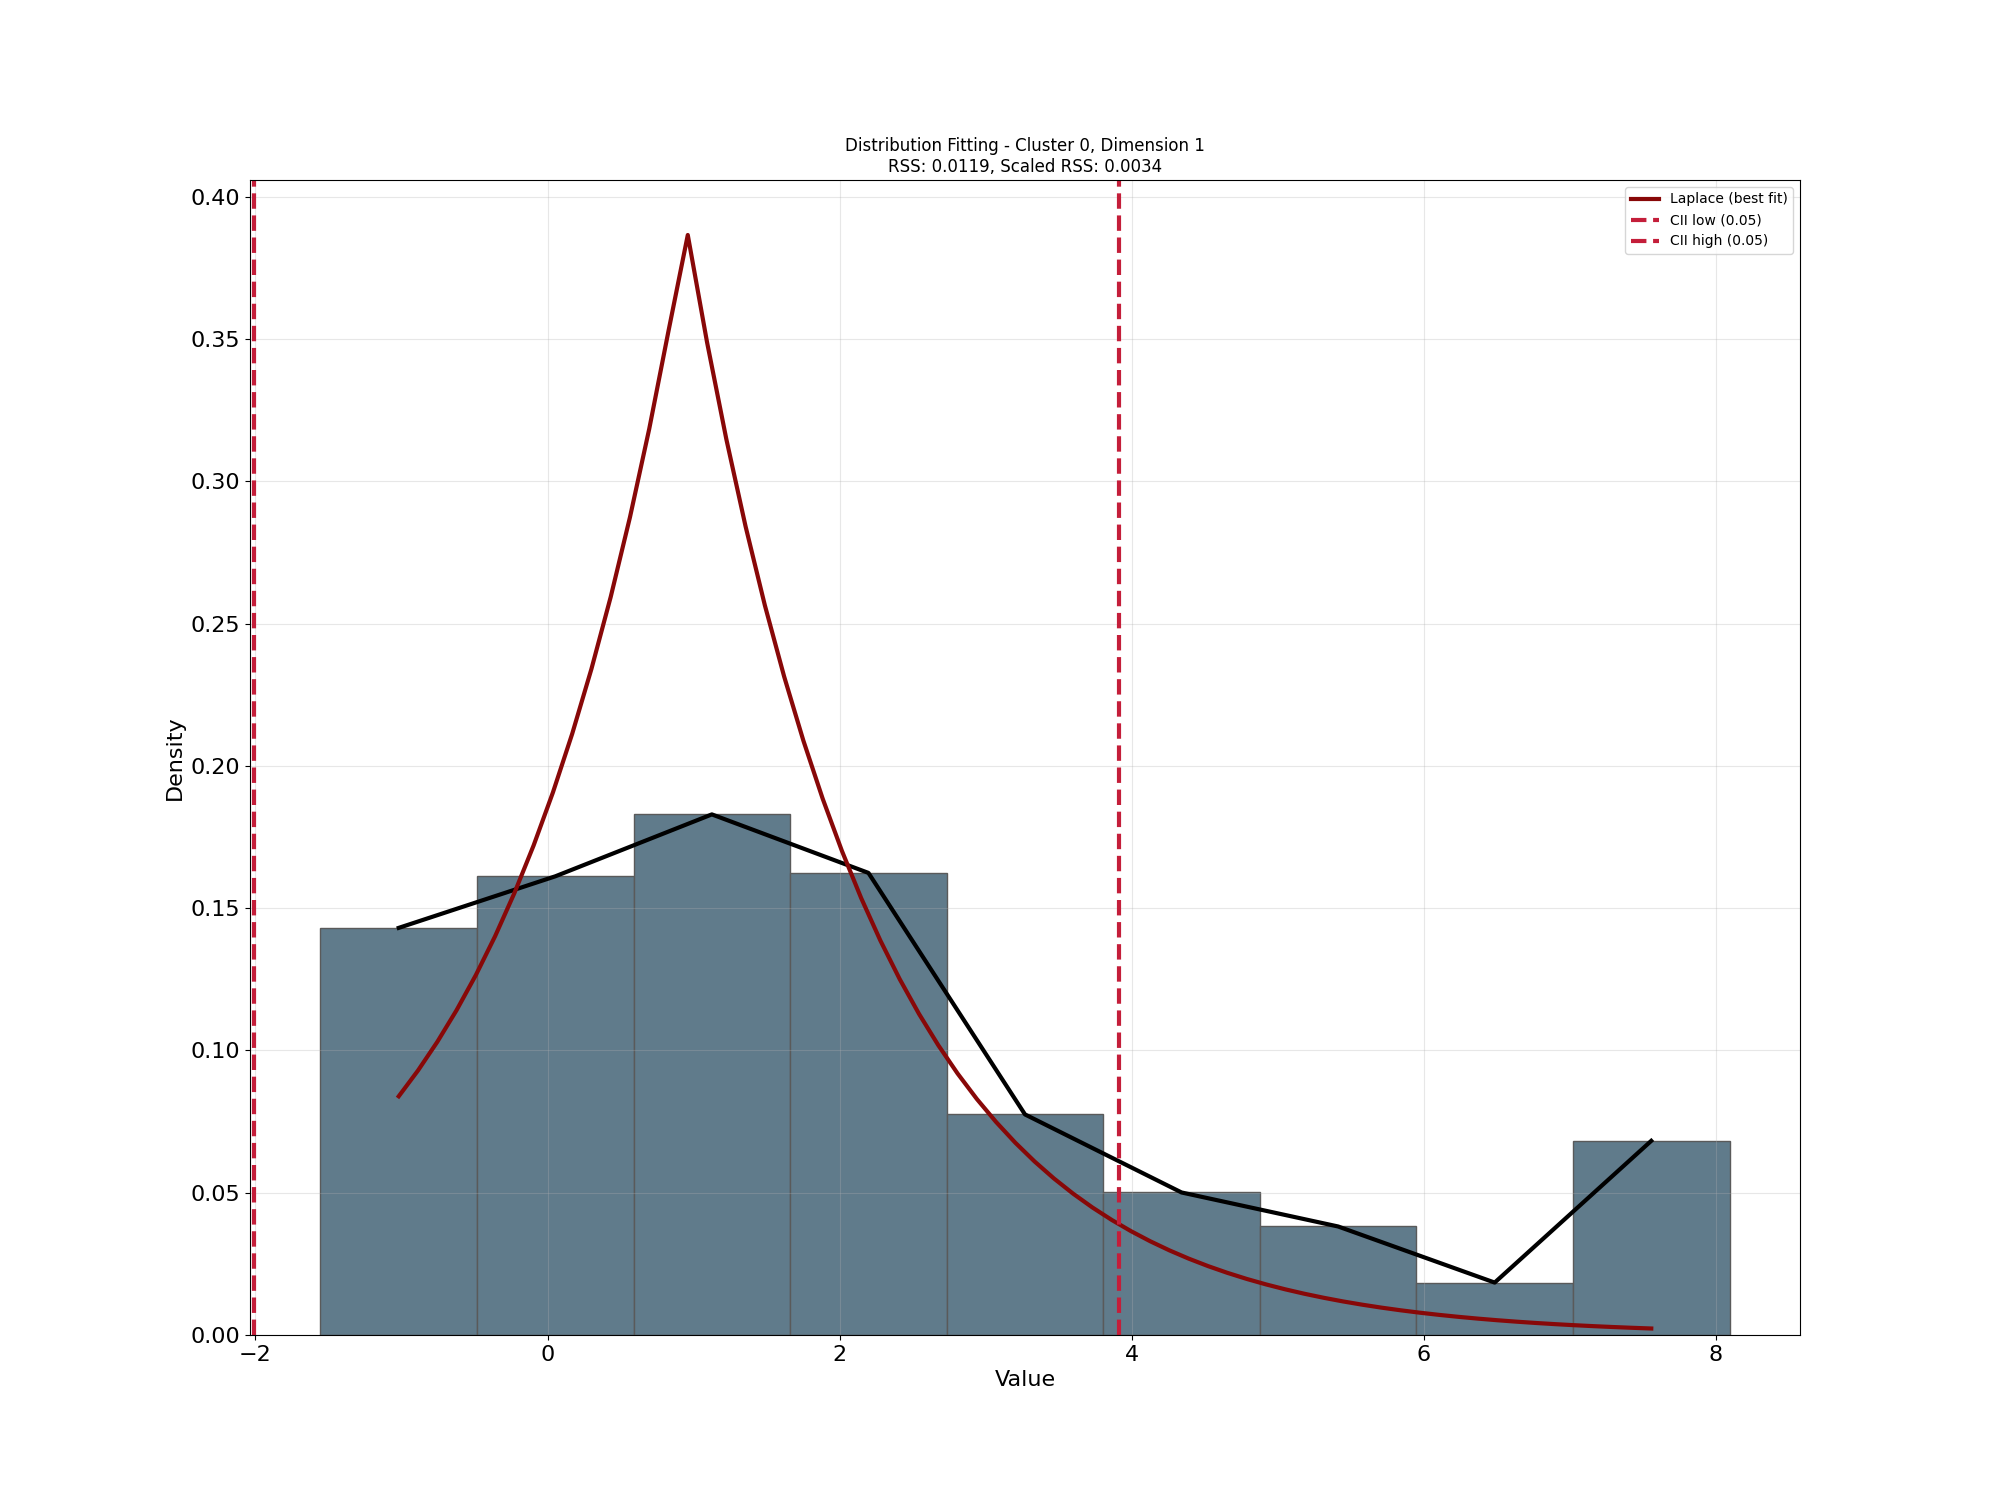 Distribution Fitting - Cluster 0, Dimension 1
RSS: 0.0119, Scaled RSS: 0.0034
Laplace (best fit)
CII low (0.05)
CII high (0.05)
0.40
0.35
0.30
0.25
0.20
0.15
0.10
0.05
0.00
Density
−2
0
2
4
6
8
Value